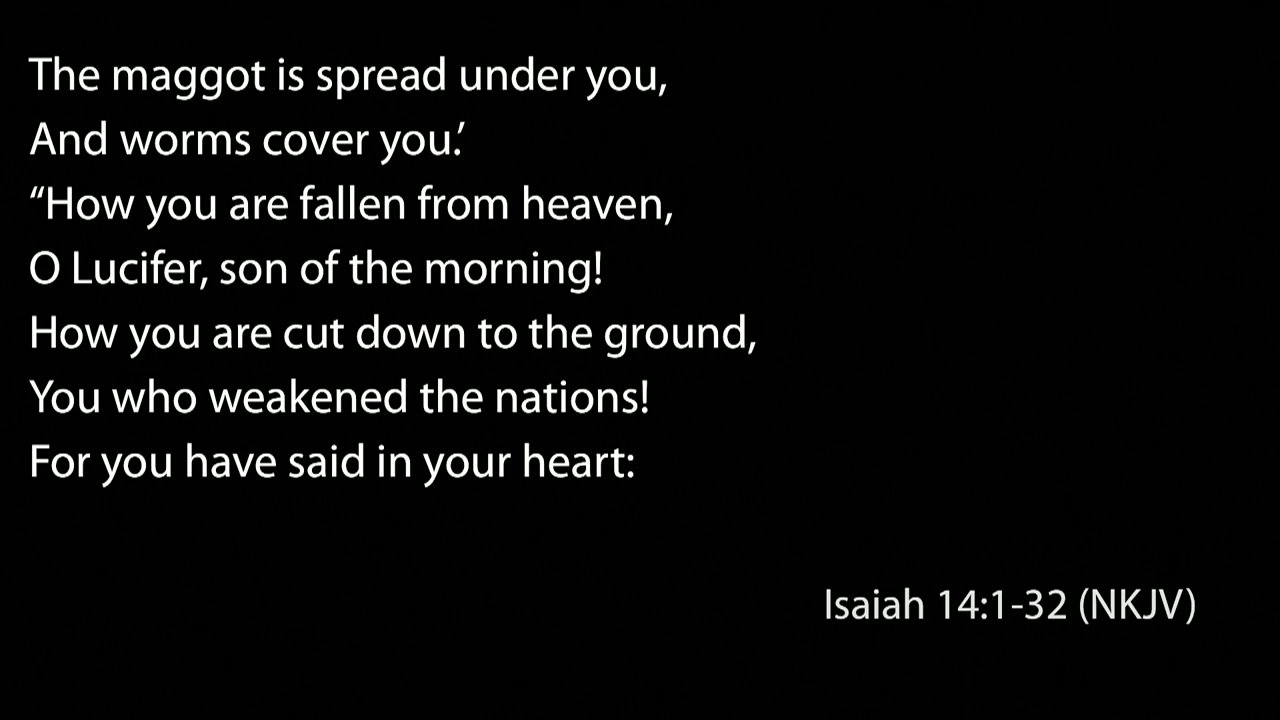 The maggot is spread under you,
And worms cover you.’
“How you are fallen from heaven,
O Lucifer, son of the morning!
How you are cut down to the ground,
You who weakened the nations!
For you have said in your heart:
Isaiah 14:1-32 (NKJV)